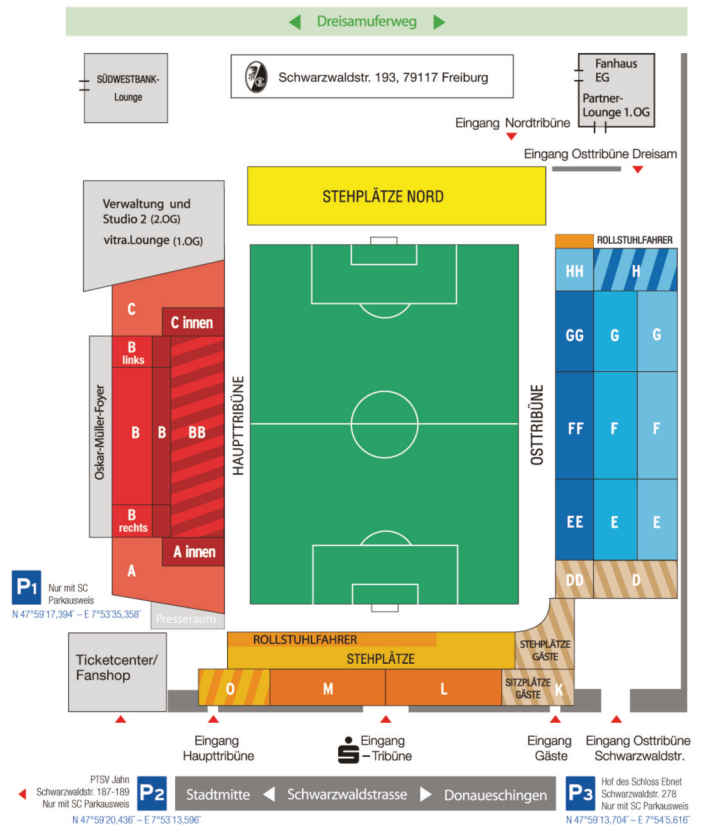 Dreisamuferweg
SÜDWESTBANK-
Lounge
Schwarzwaldstr. 193, 79117 Freiburg
Fanhaus
EG
Partner-
Lounge 1.OG
Eingang Nordtribüne
Eingang Osttribüne Dreisam
STEHPLÄTZE NORD
Verwaltung und
Studio 2 (2.OG)
vitra.Lounge (1.OG)
ROLLSTUHLFAHRER
HH
H
C
C innen
B
links
GG
G
G
Oskar-Müller-Foyer
B
B
BB
HAUPTTRIBÜNE
OSTTRIBÜNE
FF
F
F
B
rechts
EE
E
E
A innen
A
DD
D
P1
Nur mit SC
Parkausweis
N 47°59'17,394" – E 7°53'35,358"
Presseraum
ROLLSTUHLFAHRER
STEHPLÄTZE
STEHPLÄTZE
GÄSTE
Ticketcenter/
Fanshop
O
M
L
SITZPLÄTZE
GÄSTE
K
Eingang
Haupttribüne
Eingang
–Tribüne
Eingang
Gäste
Eingang Osttribüne
Schwarzwaldstr.
PTSV Jahn
Schwarzwaldstr. 187-189
Nur mit SC Parkausweis
P2
N 47°59'20,436" – E 7°53'13,596"
Stadtmitte
Schwarzwaldstrasse
Donaueschingen
P3
Hof des Schloss Ebnet
Schwarzwaldstr. 278
Nur mit SC Parkausweis
N 47°59'13,704" – E 7°54'5,616"